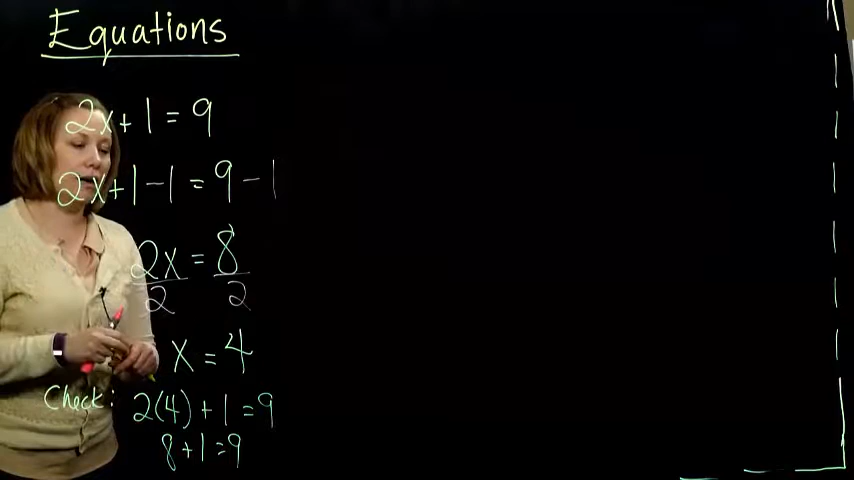 Equations
2x + 1 = 9
2x + 1 - 1 = 9 - 1
2x = 8
2 2
x = 4
Check: 2(4) + 1 = 9
8 + 1 = 9